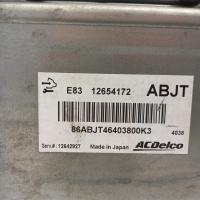 E83 12654172 ABJT
86ABJT46403800K3
4038
Serv.#: 12642927 Made in Japan ACDelco